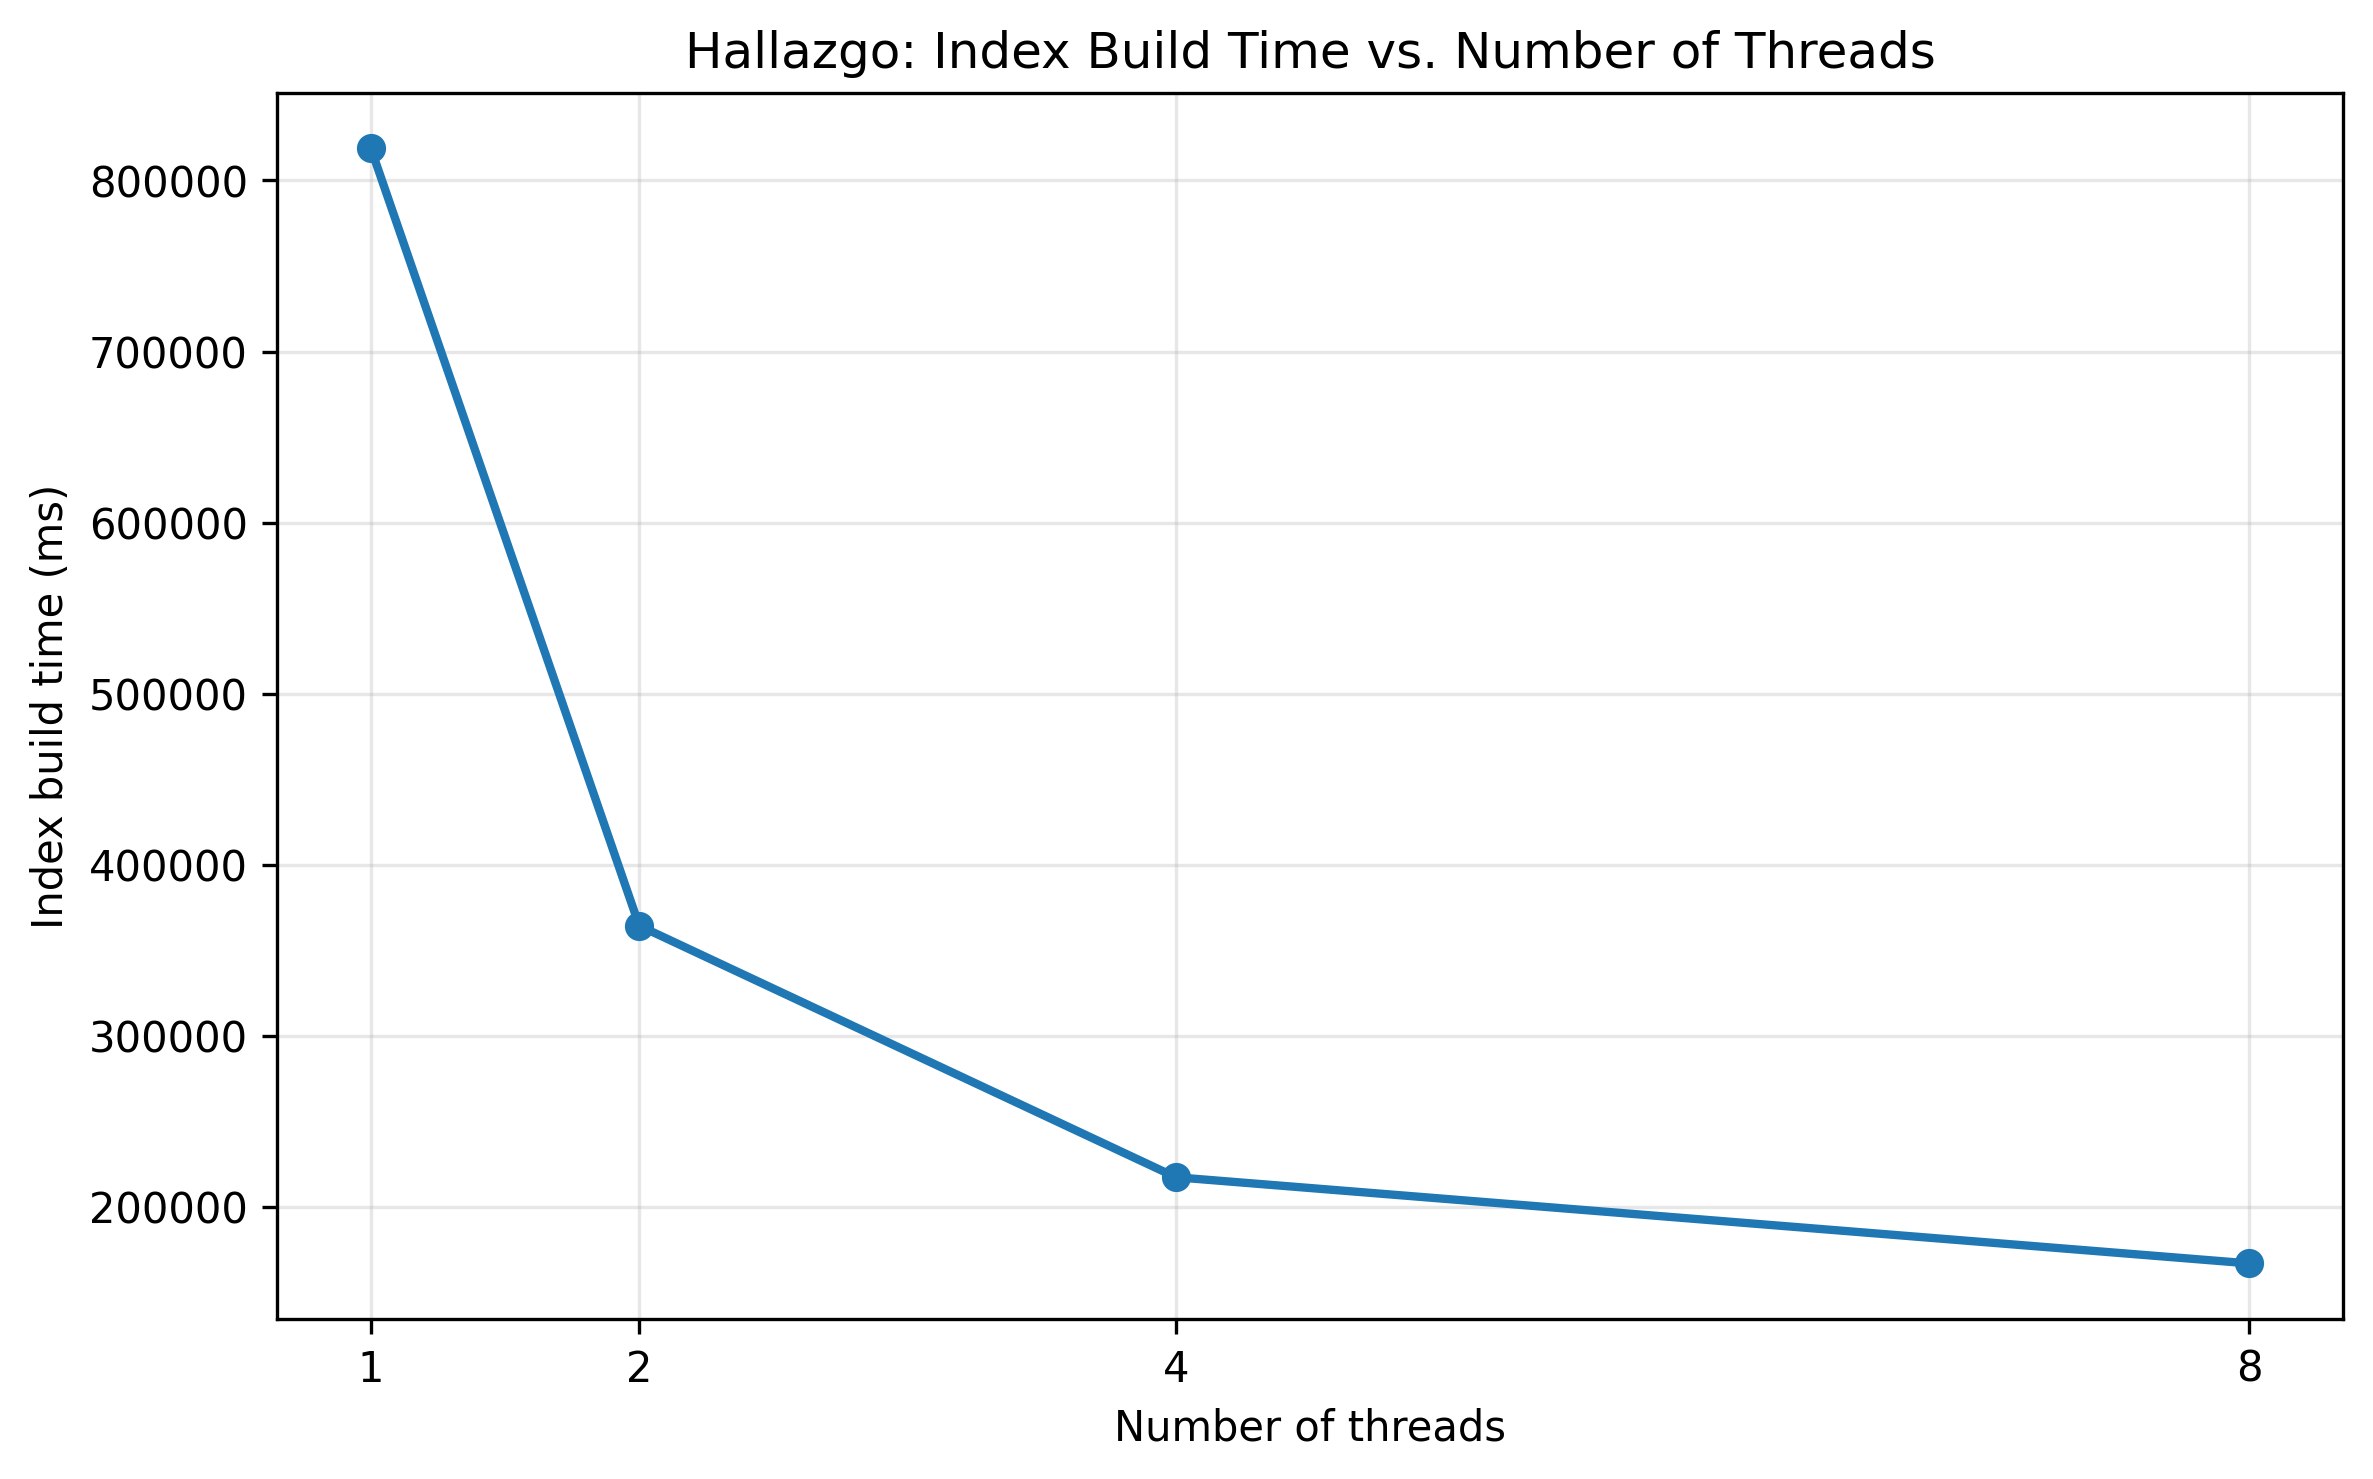 Hallazgo: Index Build Time vs. Number of Threads
800000
700000
600000
500000
400000
300000
200000
Index build time (ms)
1 2 4 8
Number of threads